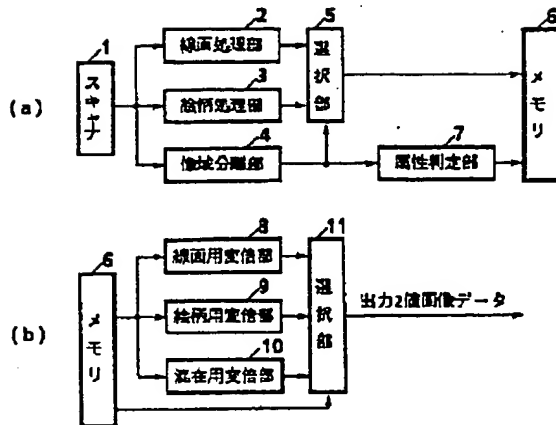 (a)
1
スキャナ
2
線画処理部
3
絵柄処理部
4
像域分離部
5
選択部
7
属性判定部
6
メモリ
(b)
6
メモリ
8
線画用変倍部
9
絵柄用変倍部
10
混在用変倍部
11
選択部
出力2値画像データ